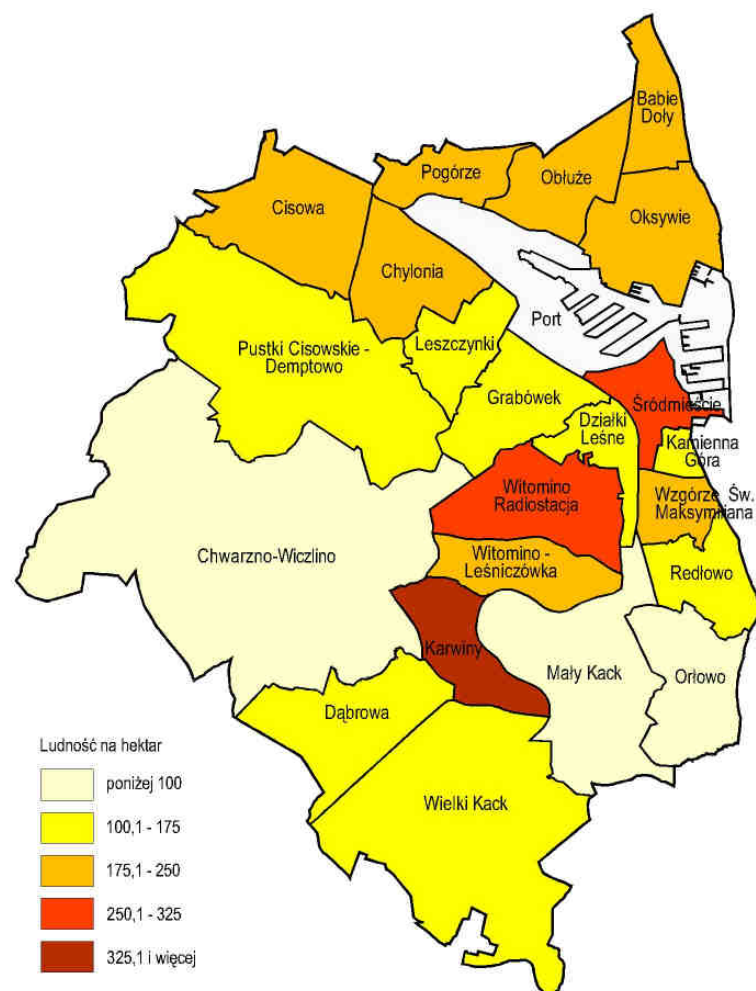 Babie
Doły
Pogórze
Obłuże
Cisowa
Oksywie
Chylonia
Port
Leszczynki
Pustki Cisowskie -
Demptowo
Grabówek
Śródmieście
Działki
Leśne
Kamienna
Góra
Witomino
Radiostacja
Wzgórze Św.
Maksymiliana
Chwarzno-Wiczlino
Witomino -
Leśniczówka
Redłowo
Karwiny
Mały Kack
Orłowo
Dąbrowa
Wielki Kack
Ludność na hektar
poniżej 100
100,1 - 175
175,1 - 250
250,1 - 325
325,1 i więcej